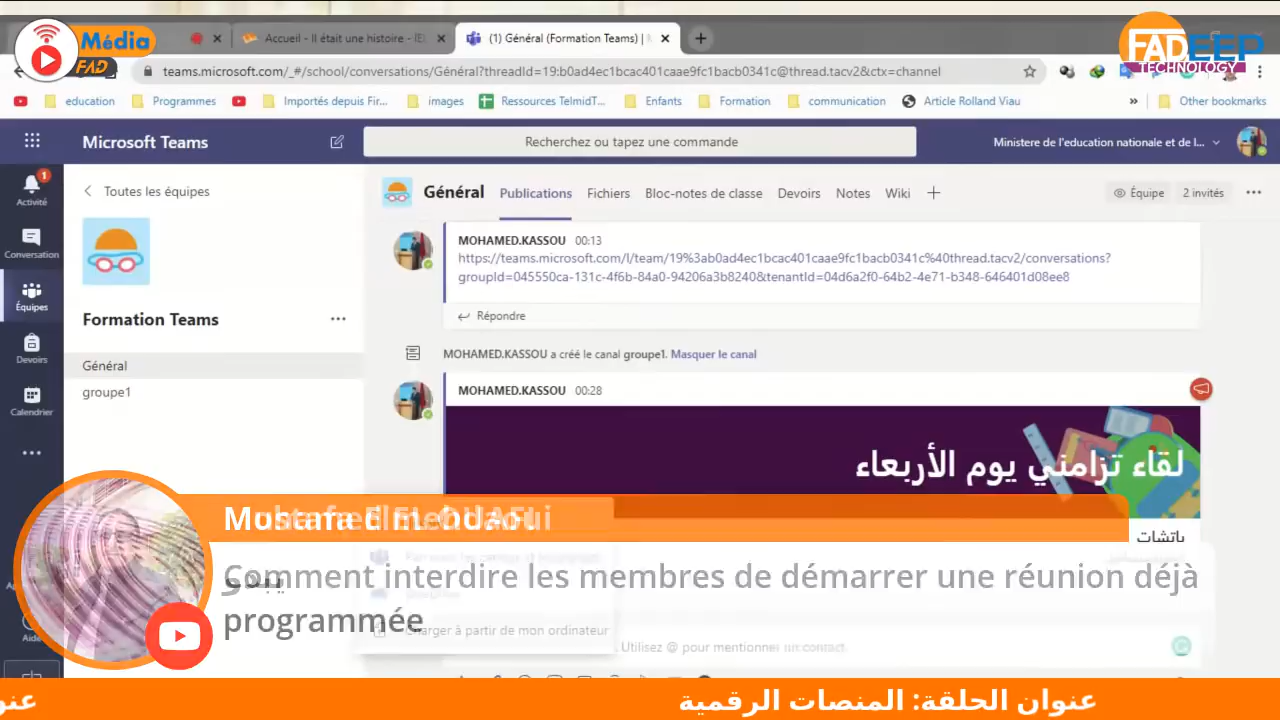 Média
FAD
Accueil - Il était une histoire - IE
(1) Général (Formation Teams) |
FADEEP
TECHNOLOGY
teams.microsoft.com/_#/school/conversations/Général?threadId=19:b0ad4ec1bcac401caae9fc1bacb0341c@thread.tacv2&ctx=channel
education
Programmes
Importés depuis Fir...
images
Ressources TelmidT...
Enfants
Formation
communication
Article Rolland Viau
Other bookmarks
Microsoft Teams
Recherchez ou tapez une commande
Ministere de l'education nationale et de l...
1
Activité
Conversation
Équipes
Devoirs
Calendrier
Toutes les équipes
Formation Teams
Général
groupe1
Général
Publications
Fichiers
Bloc-notes de classe
Devoirs
Notes
Wiki
Équipe
2 invités
MOHAMED.KASSOU 00:13
https://teams.microsoft.com/l/team/19%3ab0ad4ec1bcac401caae9fc1bacb0341c%40thread.tacv2/conversations?
groupId=045550ca-131c-4f6b-84a0-94206a3b8240&tenantId=04d6a2f0-64b2-4e71-b348-646401d08ee8
Répondre
MOHAMED.KASSOU a créé le canal groupe1. Masquer le canal
MOHAMED.KASSOU 00:28
لقاء تزامني يوم الأربعاء
باتشات
Mustafa
Comment interdire les membres de démarrer une réunion déjà
programmée
يبدو
Charger à partir de mon ordinateur
Utilisez @ pour mentionner un contact.
Aide
عنوان الحلقة: المنصات الرقمية